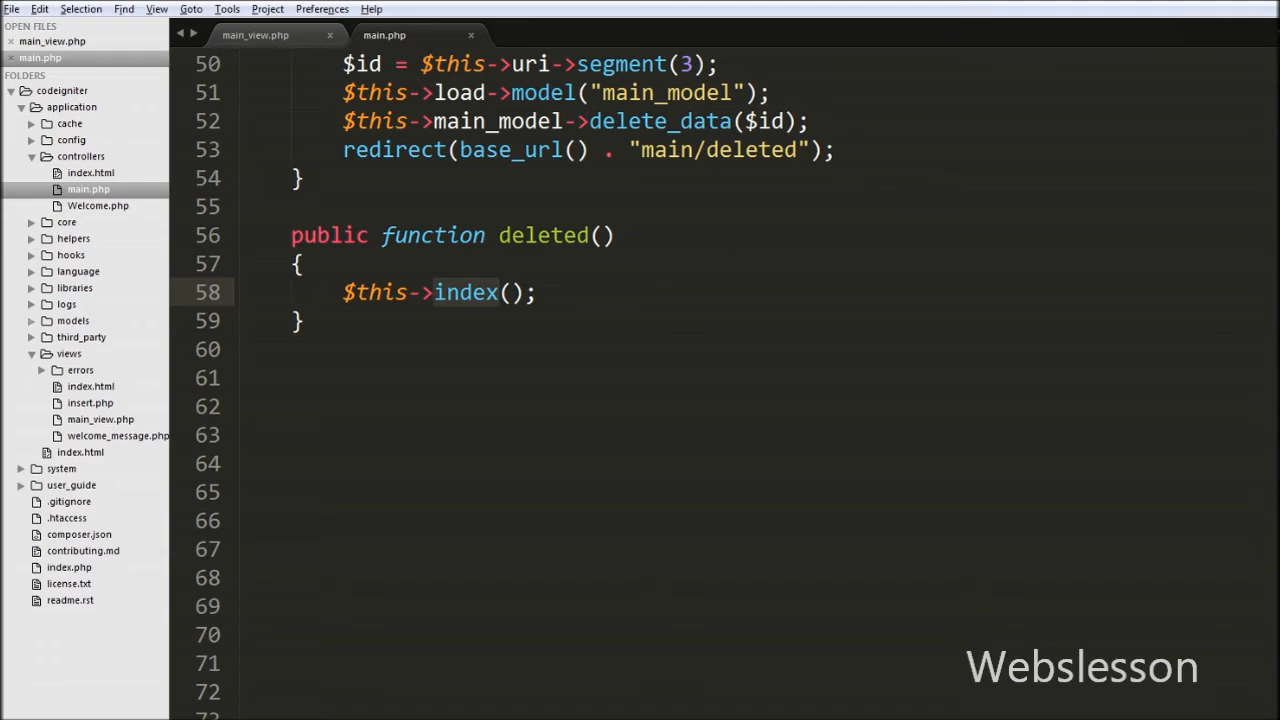 File Edit Selection Find View Goto Tools Project Preferences Help
OPEN FILES
main_view.php
main.php
FOLDERS
codeigniter
application
cache
config
controllers
index.html
main.php
Welcome.php
core
helpers
hooks
language
libraries
logs
models
third_party
views
errors
index.html
insert.php
main_view.php
welcome_message.php
index.html
system
user_guide
.gitignore
.htaccess
composer.json
contributing.md
index.php
license.txt
readme.rst
main_view.php main.php
50 $id = $this->uri->segment(3);
51 $this->load->model("main_model");
52 $this->main_model->delete_data($id);
53 redirect(base_url() . "main/deleted");
54 }
55
56 public function deleted()
57 {
58 $this->index();
59 }
60
61
62
63
64
65
66
67
68
69
70
71
72
Webslesson